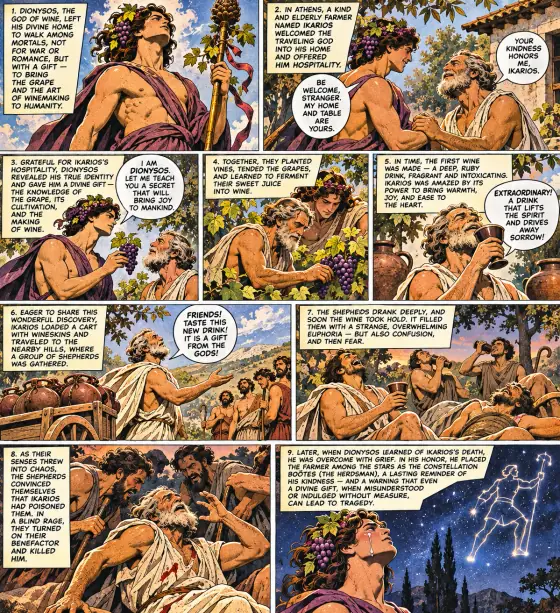 1. DIONYSOS, THE
GOD OF WINE, LEFT
HIS DIVINE HOME
TO WALK AMONG
MORTALS, NOT
FOR WAR OR
ROMANCE, BUT
WITH A GIFT —
TO BRING
THE GRAPE
AND THE ART
OF WINEMAKING
TO HUMANITY.
2. IN ATHENS, A KIND
AND ELDERLY FARMER
NAMED IKARIOS
WELCOMED THE
TRAVELING GOD
INTO HIS HOME
AND OFFERED
HIM HOSPITALITY.
BE
WELCOME,
STRANGER.
MY HOME
AND TABLE
ARE
YOURS.
YOUR
KINDNESS
HONORS
ME,
IKARIOS.
3. GRATEFUL FOR IKARIOS'S
HOSPITALITY, DIONYSOS
REVEALED HIS TRUE IDENTITY
AND GAVE HIM A DIVINE GIFT —
THE KNOWLEDGE OF
THE GRAPE, ITS
CULTIVATION,
AND THE
MAKING
OF WINE.
I AM
DIONYSOS.
LET ME TEACH
YOU A SECRET
THAT WILL
BRING JOY
TO MANKIND.
4. TOGETHER, THEY PLANTED
VINES, TENDED THE GRAPES,
AND LEARNED TO FERMENT
THEIR SWEET JUICE
INTO WINE.
5. IN TIME, THE FIRST WINE
WAS MADE — A DEEP, RUBY
DRINK, FRAGRANT AND INTOXICATING.
IKARIOS WAS AMAZED BY ITS
POWER TO BRING WARMTH,
JOY, AND EASE TO
THE HEART.
EXTRAORDINARY!
A DRINK
THAT LIFTS
THE SPIRIT
AND DRIVES
AWAY
SORROW!
6. EAGER TO SHARE THIS
WONDERFUL DISCOVERY,
IKARIOS LOADED A CART
WITH WINESKINS AND
TRAVELED TO THE
NEARBY HILLS, WHERE
A GROUP OF SHEPHERDS
WAS GATHERED.
FRIENDS!
TASTE THIS
NEW DRINK!
IT IS A GIFT
FROM THE
GODS!
7. THE SHEPIEDS DRANK DEEPLY, AND
SOON THE WINE TOOK HOLD. IT FILLED
THEM WITH A STRANGE, OVERWHELMING
EUPHORIA — BUT ALSO CONFUSION,
AND THEN FEAR.
8. AS THEIR
SENSES THREW
INTO CHAOS,
THE SHEPHERDS
CONVINCED
THEMSELVES
THAT IKARIOS
HAD POISONED
THEM. IN
A BLIND RAGE,
THEY TURNED
ON THEIR
BENEFACTOR
AND KILLED
HIM.
9. LATER, WHEN DIONYSOS LEARNED OF IKARIOS'S DEATH,
HE WAS OVERCOME WITH GRIEF. IN HIS HONOR, HE PLACED
THE FARMER AMONG THE STARS AS THE CONSTELLATION
BOÖTES (THE HERDSMAN), A LASTING REMINDER OF
HIS KINDNESS — AND A WARNING THAT EVEN
A DIVINE GIFT, WHEN MISUNDERSTOOD
OR INDULGED WITHOUT MEASURE,
CAN LEAD TO TRAGEDY.